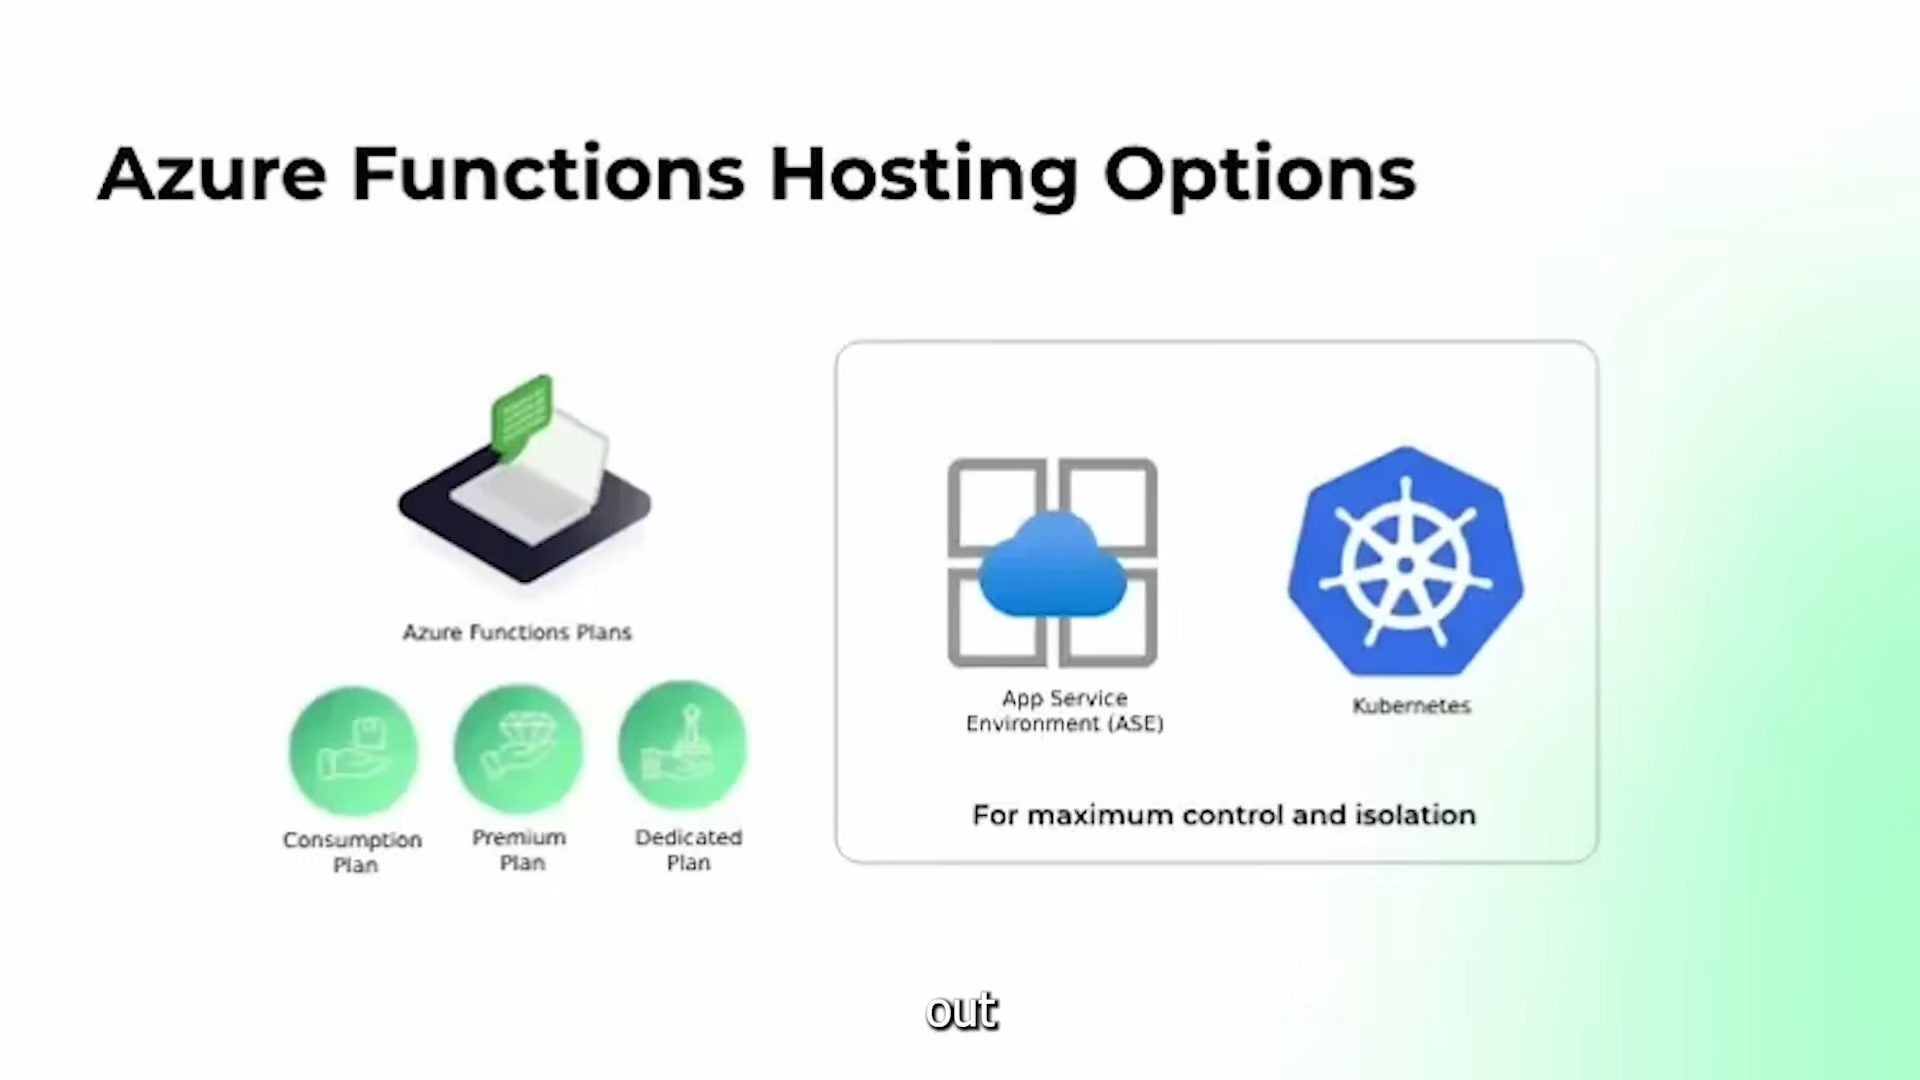 Azure Functions Hosting Options
Azure Functions Plans
Consumption
Plan
Premium
Plan
Dedicated
Plan
App Service
Environment (ASE)
Kubernetes
For maximum control and isolation
out